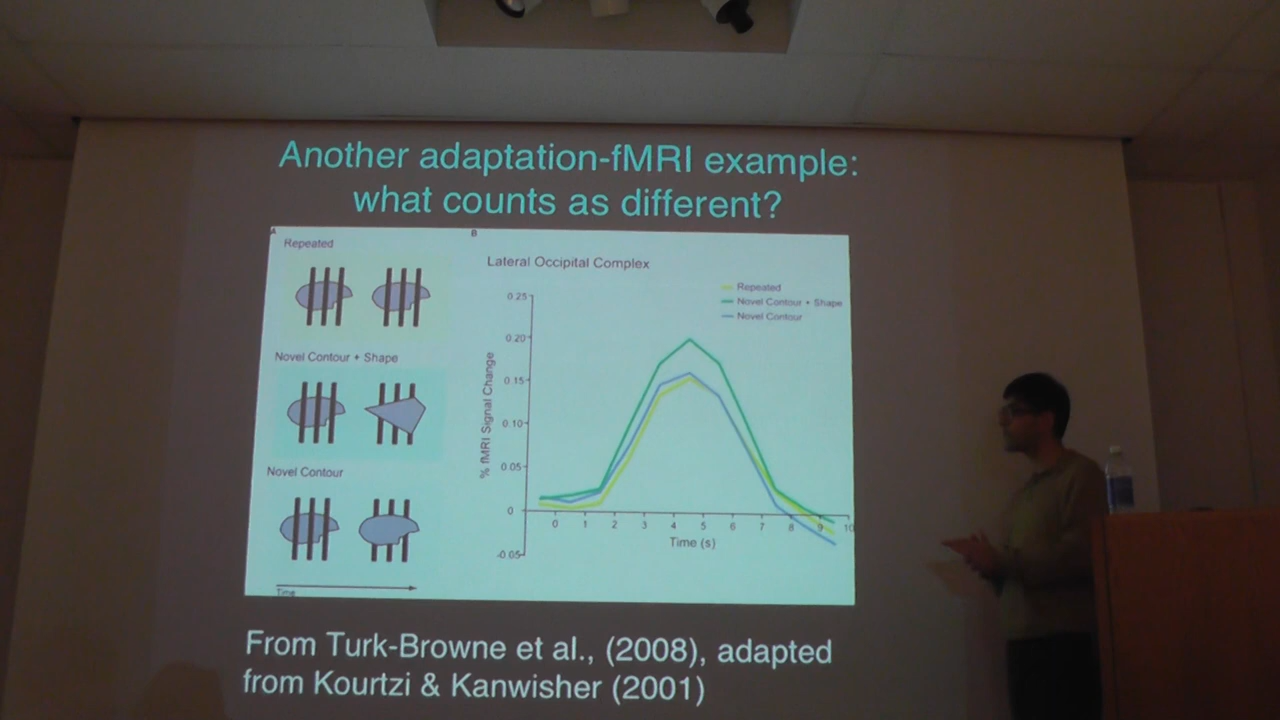 Another adaptation-fMRI example:
what counts as different?
A
B
Repeated
Novel Contour + Shape
Novel Contour
Time
Lateral Occipital Complex
Repeated
Novel Contour + Shape
Novel Contour
% fMRI Signal Change
0.25
0.20
0.15
0.10
0.05
0
-0.05
0 1 2 3 4 5 6 7 8 9 10
Time (s)
From Turk-Browne et al., (2008), adapted
from Kourtzi & Kanwisher (2001)